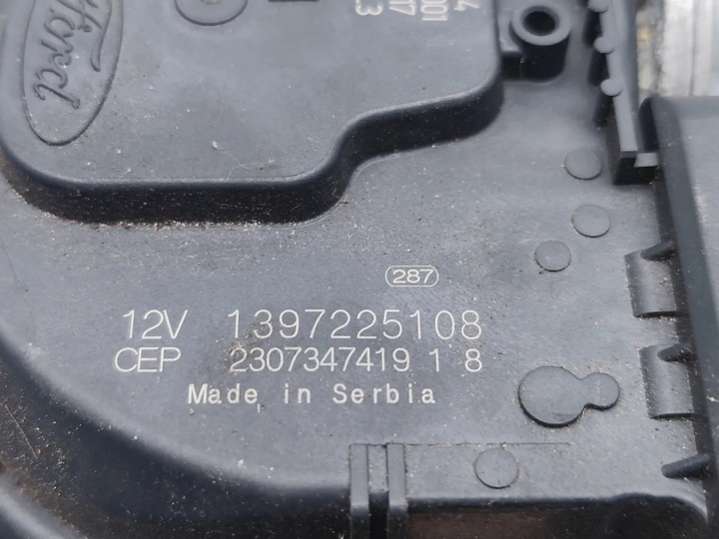 Ford
287
12V 1397225108
CEP 2307347419 1 8
Made in Serbia